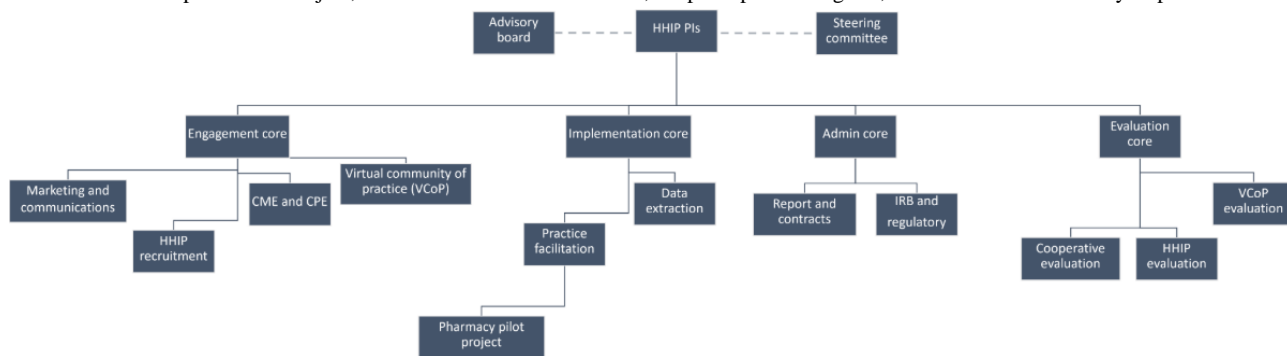 Advisory
board
HHIP PIs
Steering
committee
Engagement core
Implementation core
Admin core
Evaluation
core
Marketing and
communications
HHIP
recruitment
CME and CPE
Virtual community of
practice (VCoP)
Practice
facilitation
Data
extraction
Pharmacy pilot
project
Report and
contracts
IRB and
regulatory
Cooperative
evaluation
HHIP
evaluation
VCoP
evaluation